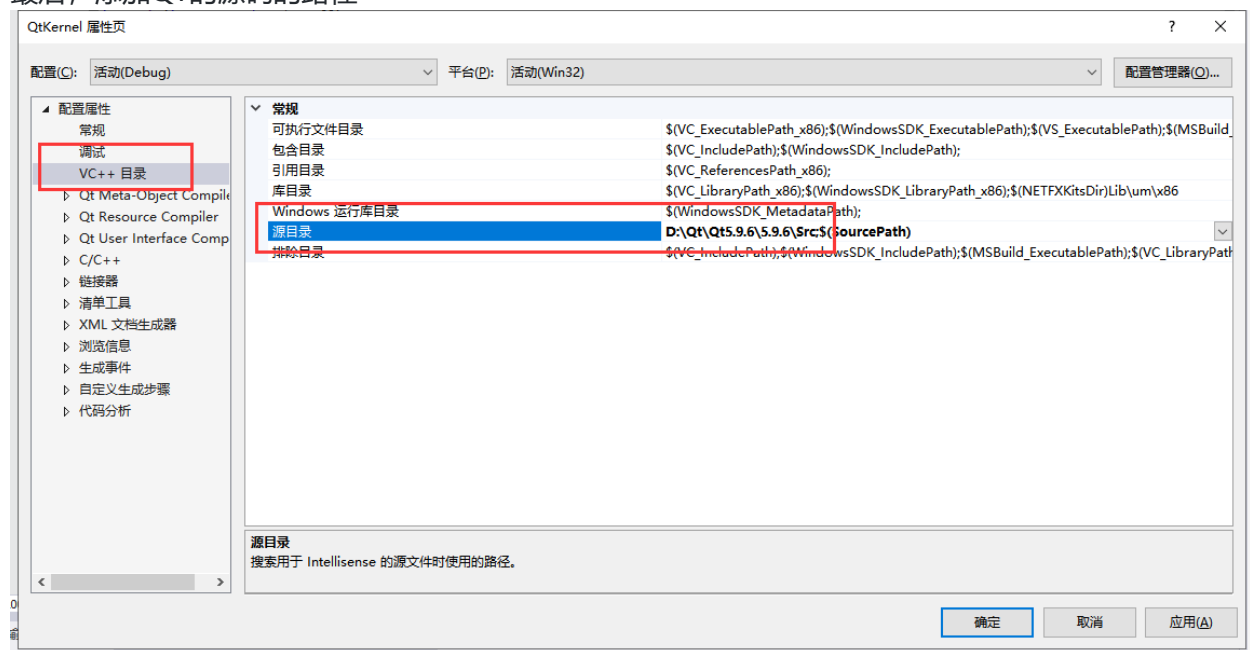 QtKernel 属性页
? ×
配置(C): 活动(Debug) 平台(P): 活动(Win32) 配置管理器(O)...
配置属性
常规
调试
VC++ 目录
Qt Meta-Object Compile
Qt Resource Compiler
Qt User Interface Comp
C/C++
链接器
清单工具
XML 文档生成器
浏览信息
生成事件
自定义生成步骤
代码分析
常规
可执行文件目录 $(VC_ExecutablePath_x86);$(WindowsSDK_ExecutablePath);$(VS_ExecutablePath);$(MSBuild_
包含目录 $(VC_IncludePath);$(WindowsSDK_IncludePath);
引用目录 $(VC_ReferencesPath_x86);
库目录 $(VC_LibraryPath_x86);$(WindowsSDK_LibraryPath_x86);$(NETFXKitsDir)Lib\um\x86
Windows 运行库目录 $(WindowsSDK_MetadataPath);
源目录 D:\Qt\Qt5.9.6\5.9.6\Src;$(SourcePath)
排除目录 $(VC_IncludePath);$(WindowsSDK_IncludePath);$(MSBuild_ExecutablePath);$(VC_LibraryPath
源目录
搜索用于 Intellisense 的源文件时使用的路径。
确定 取消 应用(A)